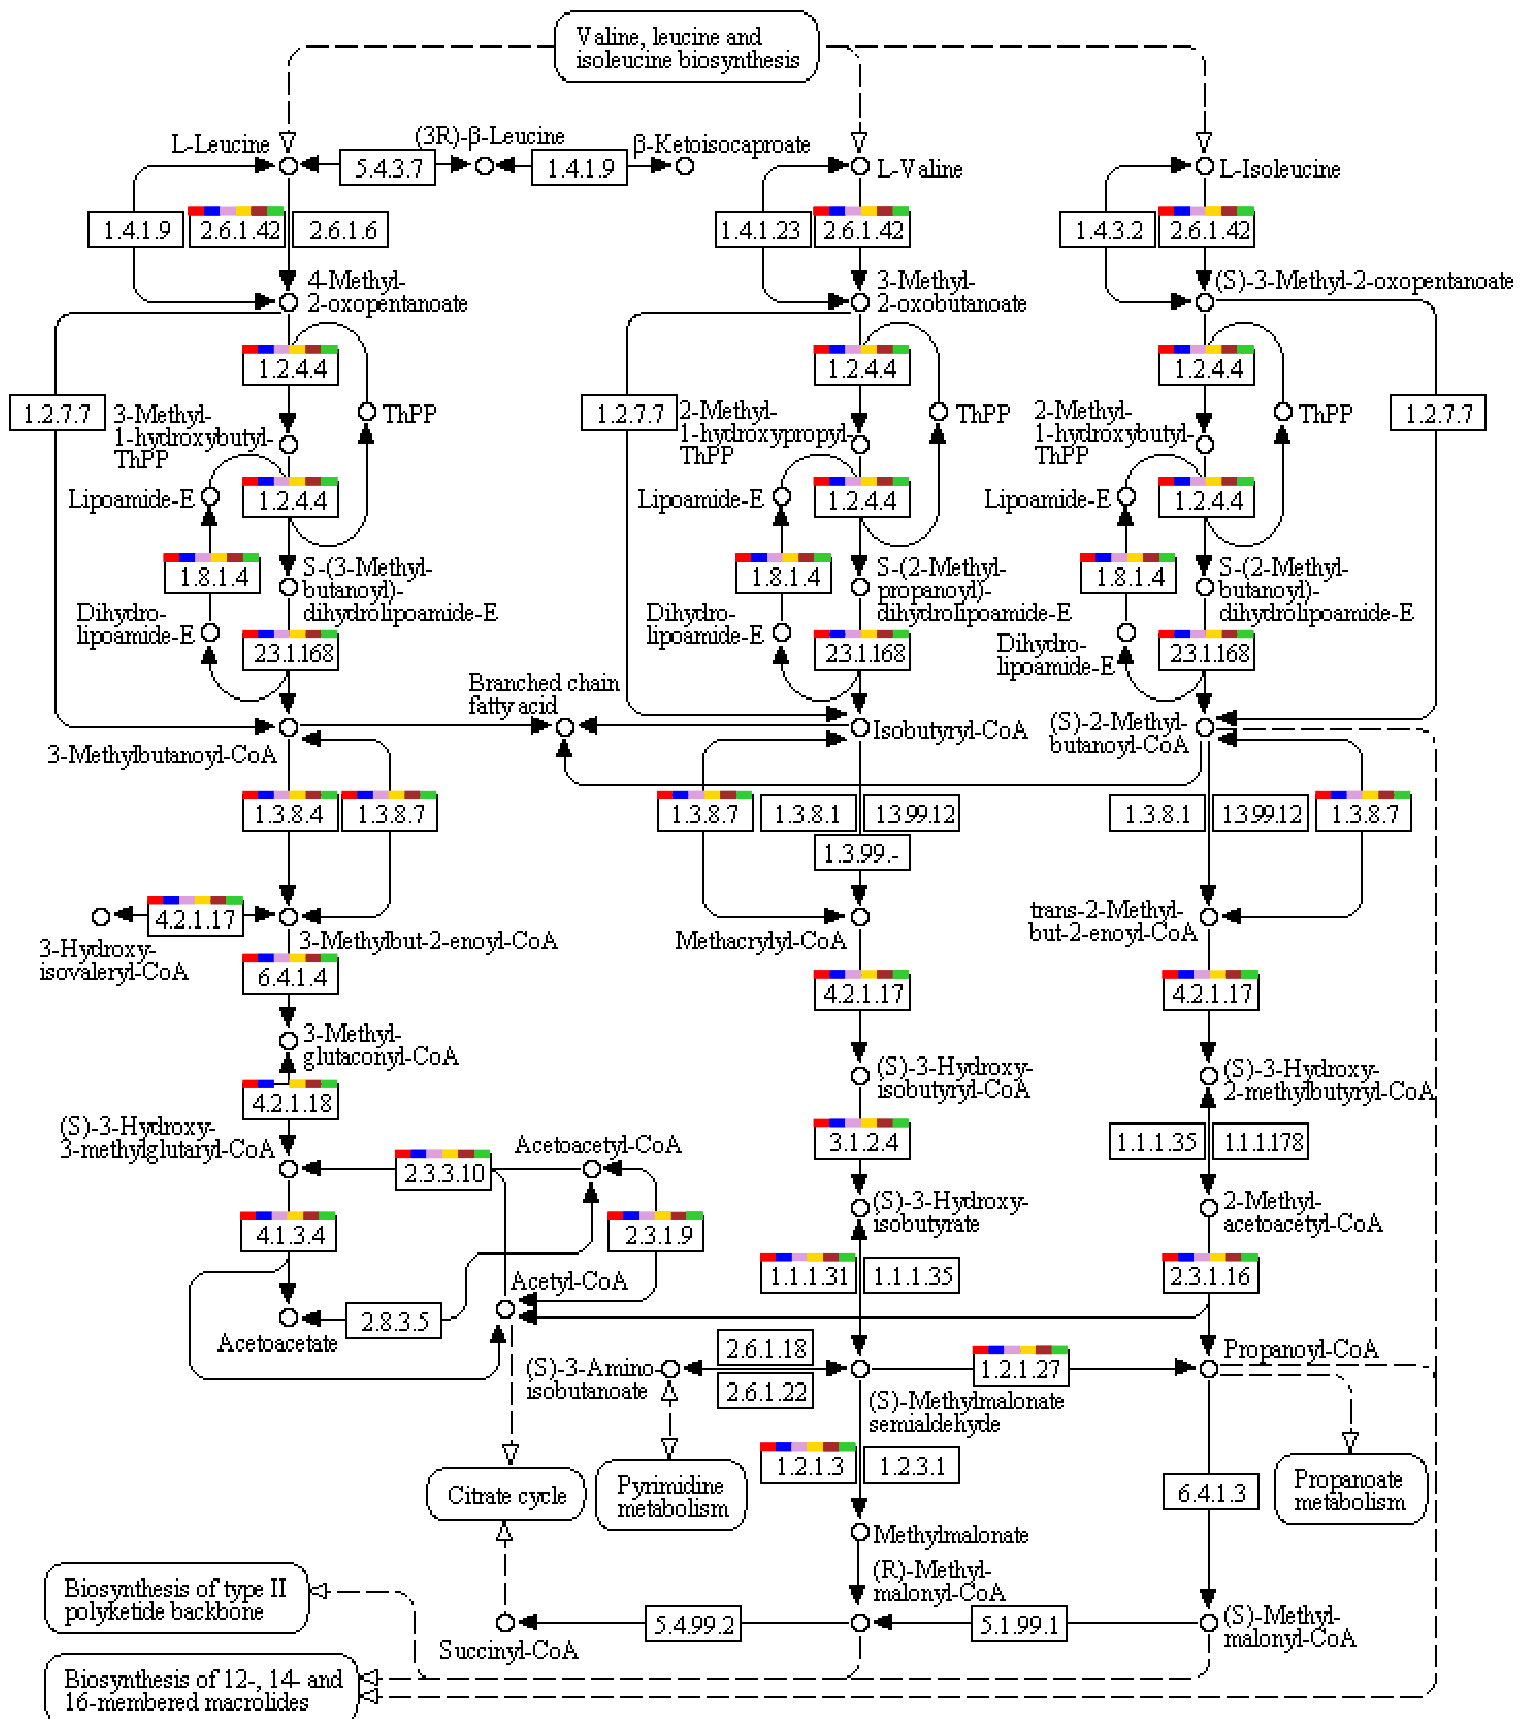 Valine, leucine and
isoleucine biosynthesis
L-Leucine
(3R)-β-Leucine
β-Ketoisocaproate
L-Valine
L-Isoleucine
5.4.3.7
1.4.1.9
1.4.1.9
2.6.1.42
2.6.1.6
1.4.1.23
2.6.1.42
1.4.3.2
2.6.1.42
4-Methyl-
2-oxopentanoate
3-Methyl-
2-oxobutanoate
(S)-3-Methyl-2-oxopentanoate
1.2.4.4
1.2.4.4
1.2.4.4
1.2.7.7
3-Methyl-
1-hydroxybutyl-
ThPP
ThPP
1.2.7.7
2-Methyl-
1-hydroxypropyl-
ThPP
ThPP
2-Methyl-
1-hydroxybutyl-
ThPP
ThPP
1.2.7.7
Lipoamide-E
1.2.4.4
Lipoamide-E
1.2.4.4
Lipoamide-E
1.2.4.4
1.8.1.4
S-(3-Methyl-
butanoyl)-
dihydrolipoamide-E
1.8.1.4
S-(2-Methyl-
propanoyl)-
dihydrolipoamide-E
1.8.1.4
S-(2-Methyl-
butanoyl)-
dihydrolipoamide-E
Dihydro-
lipoamide-E
23.1.168
Dihydro-
lipoamide-E
23.1.168
Dihydro-
lipoamide-E
23.1.168
Branched chain
fatty acid
3-Methylbutanoyl-CoA
Isobutyryl-CoA
(S)-2-Methyl-
butanoyl-CoA
1.3.8.4
1.3.8.7
1.3.8.7
1.3.8.1
13.99.12
1.3.99.-
1.3.8.1
13.99.12
1.3.8.7
4.2.1.17
3-Hydroxy-
isovaleryl-CoA
3-Methylbut-2-enoyl-CoA
Methacrylyl-CoA
trans-2-Methyl-
but-2-enoyl-CoA
6.4.1.4
4.2.1.17
4.2.1.17
3-Methyl-
glutaconyl-CoA
(S)-3-Hydroxy-
isobutyryl-CoA
(S)-3-Hydroxy-
2-methylbutyryl-CoA
4.2.1.18
(S)-3-Hydroxy-
3-methylglutaryl-CoA
Acetoacetyl-CoA
3.1.2.4
1.1.1.35
1.1.1.178
2.3.3.10
(S)-3-Hydroxy-
isobutyrate
2-Methyl-
acetoacetyl-CoA
4.1.3.4
2.3.1.9
1.1.1.31
1.1.1.35
2.3.1.16
Acetyl-CoA
2.8.3.5
Acetoacetate
2.6.1.18
2.6.1.22
(S)-3-Amino-
isobutanoate
1.2.1.27
Propanoyl-CoA
(S)-Methylmalonate
semialdehyde
1.2.1.3
1.2.3.1
Citrate cycle
Pyrimidine
metabolism
6.4.1.3
Propanoate
metabolism
Methylmalonate
(R)-Methyl-
malonyl-CoA
Biosynthesis of type II
polyketide backbone
Succinyl-CoA
5.4.99.2
5.1.99.1
(S)-Methyl-
malonyl-CoA
Biosynthesis of 12-, 14- and
16-membered macrolides